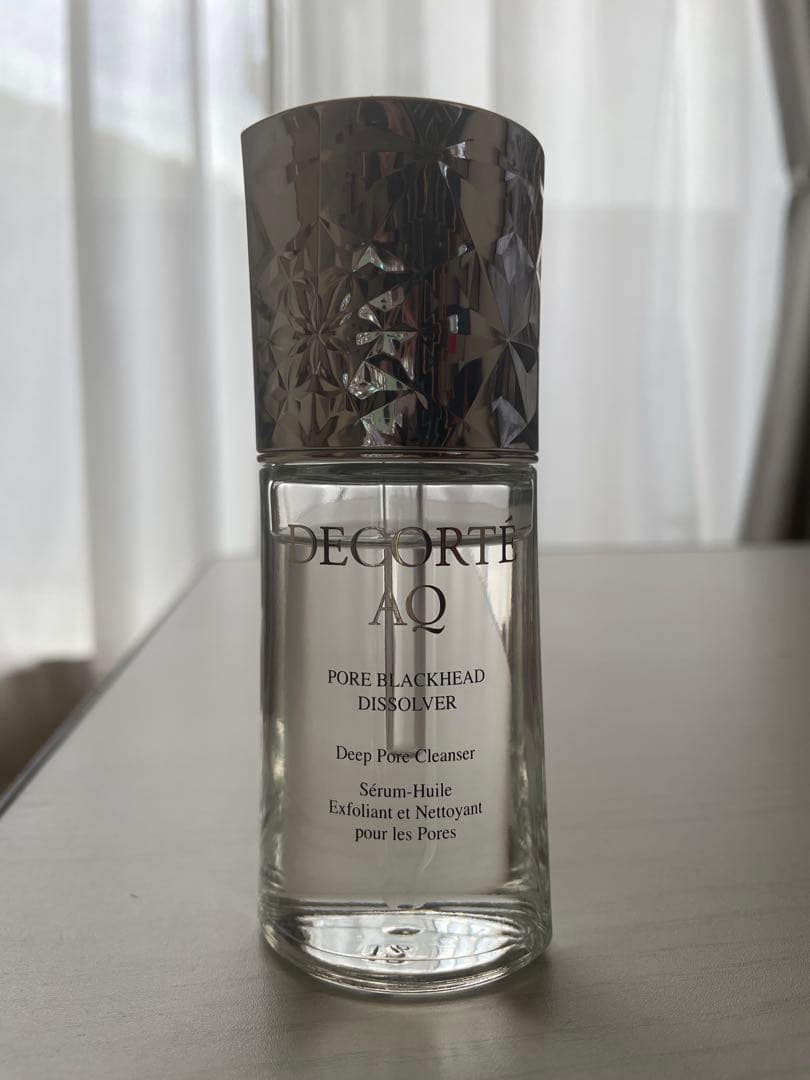 DECORTÉ
AQ
PORE BLACKHEAD
DISSOLVER
Deep Pore Cleanser
Sérum-Huile
Exfoliant et Nettoyant
pour les Pores